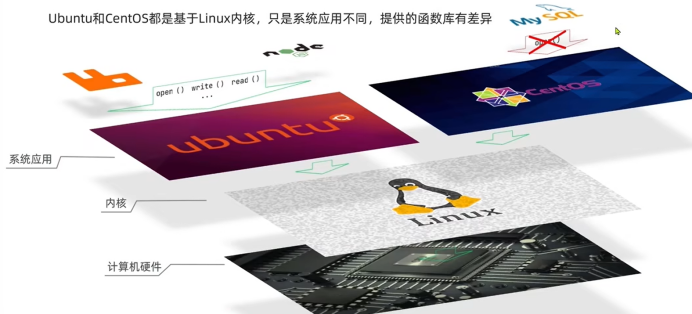 Ubuntu和CentOS都是基于Linux内核，只是系统应用不同，提供的函数库有差异
MySQL
node
open () write () read ()
...
CentOS
ubuntu
系统应用
内核
Linux
计算机硬件